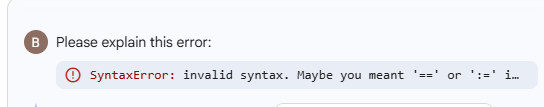 B Please explain this error:
SyntaxError: invalid syntax. Maybe you meant '==' or ':=' i…